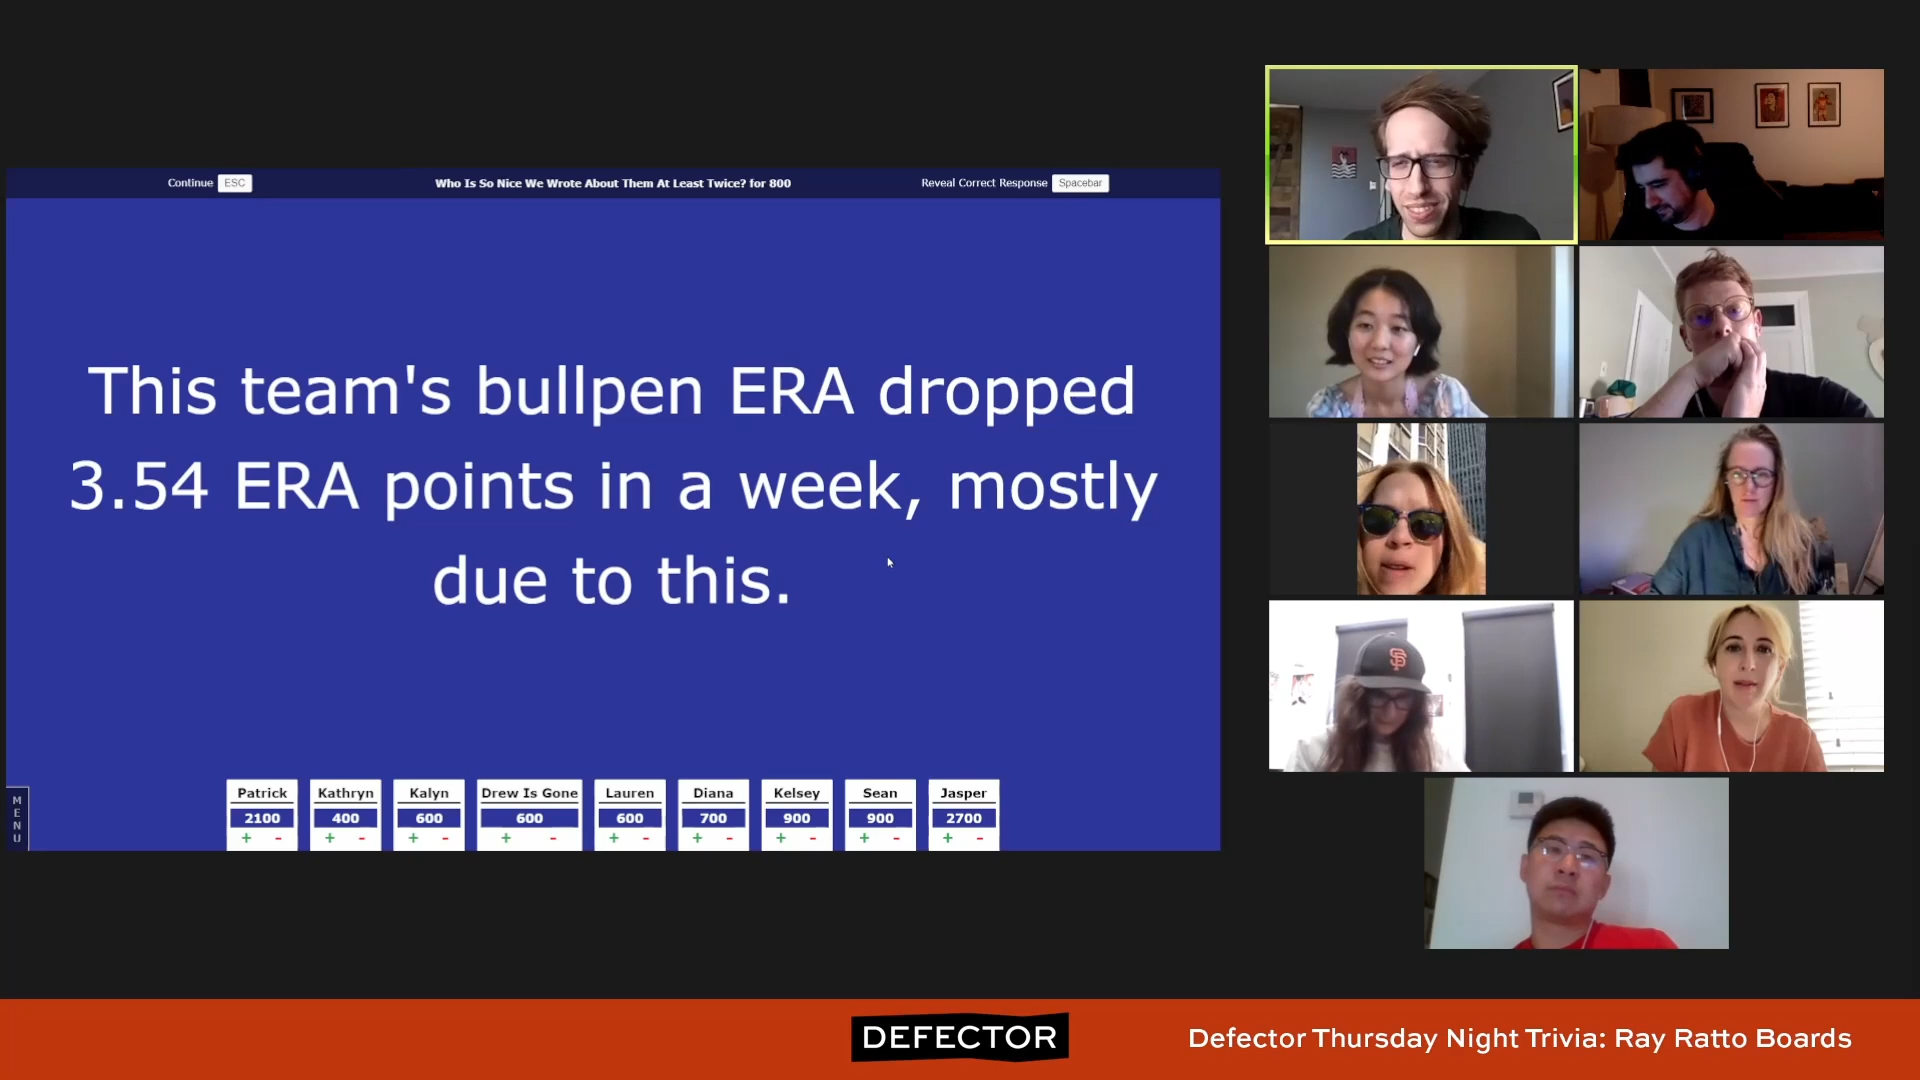 Continue ESC
Who Is So Nice We Wrote About Them At Least Twice? for 800
Reveal Correct Response Spacebar
This team's bullpen ERA dropped
3.54 ERA points in a week, mostly
due to this.
MENU
Patrick Kathryn Kalyn Drew Is Gone Lauren Diana Kelsey Sean Jasper
2100 400 600 600 600 700 900 900 2700
+ - + - + - + - + - + - + - + - + -
SF
DEFECTOR
Defector Thursday Night Trivia: Ray Ratto Boards